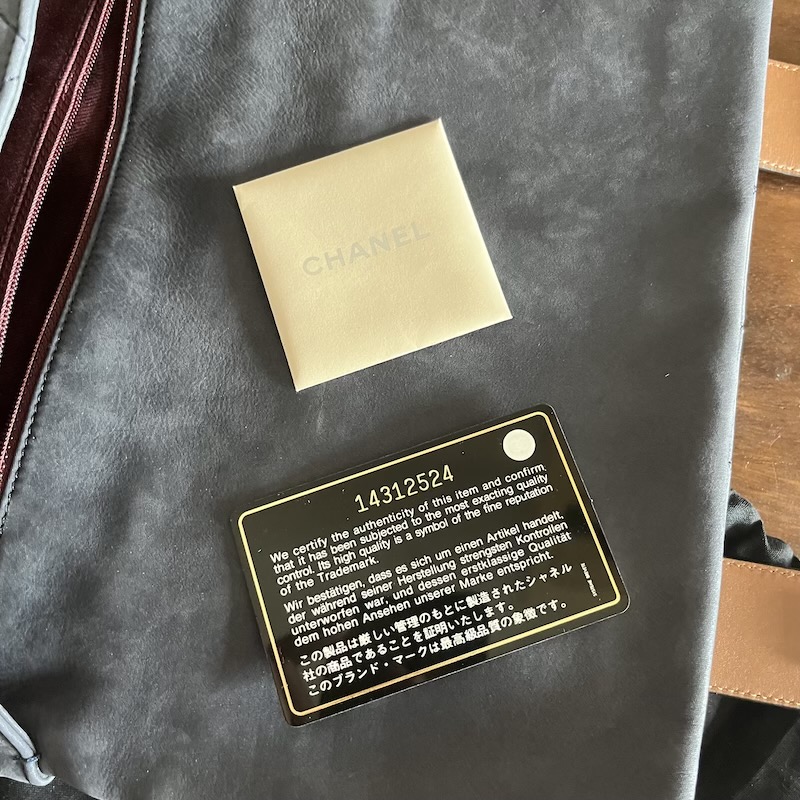 CHANEL
14312524
We certify the authenticity of this item and confirm,
that it has been subjected to the most exacting quality
control. Its high quality is a symbol of the fine reputation
of the Trademark.
Wir bestätigen, dass es sich um einen Artikel handelt,
der während seiner Herstellung strengsten Kontrollen
unterworfen war, und dessen erstklassige Qualität
dem hohen Ansehen unserer Marke entspricht.
この製品は厳しい管理のもとに製造されたシャネル
社の商品であることを証明いたします。
このブランド・マークは最高級品質の象徴です。